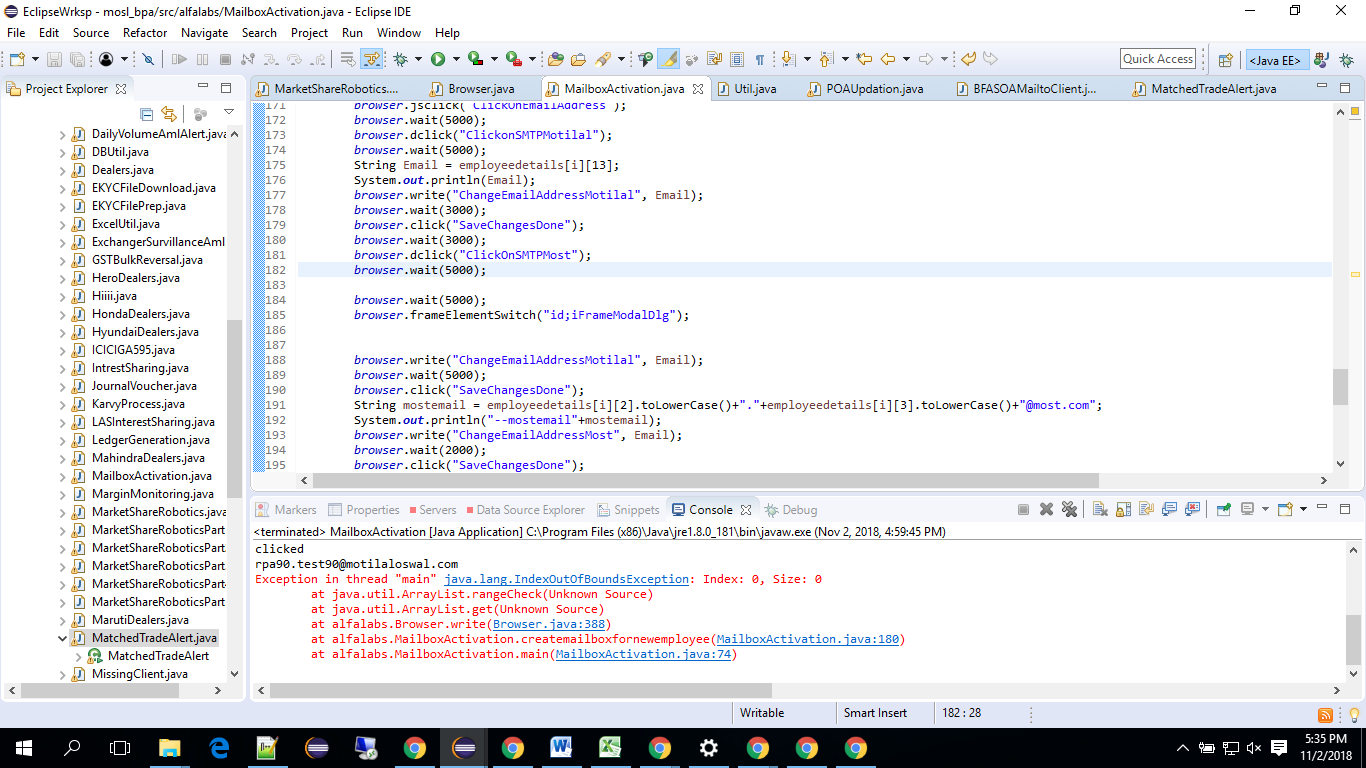 EclipseWrksp - mosl_bpa/src/alfalabs/MailboxActivation.java - Eclipse IDE
File Edit Source Refactor Navigate Search Project Run Window Help
Quick Access
<Java EE>
Project Explorer
DailyVolumeAmlAlert.java
DBUtil.java
Dealers.java
EKYCFileDownload.java
EKYCFilePrep.java
ExcelUtil.java
ExchangerSurvillanceAml
GSTBulkReversal.java
HeroDealers.java
Hiiii.java
HondaDealers.java
HyundaiDealers.java
ICICIGA595.java
IntrestSharing.java
JournalVoucher.java
KarvyProcess.java
LASInterestSharing.java
LedgerGeneration.java
MahindraDealers.java
MailboxActivation.java
MarginMonitoring.java
MarketShareRobotics.java
MarketShareRoboticsPart
MarketShareRoboticsPart
MarketShareRoboticsPart
MarketShareRoboticsPart
MarketShareRoboticsPart
MarutiDealers.java
MatchedTradeAlert.java
MatchedTradeAlert
MissingClient.java
MarketShareRobotics.... Browser.java MailboxActivation.java Util.java POAUpdation.java BFASOAMailtoClient.j... MatchedTradeAlert.java
171 browser.jsclick("ClickOnEmailAddress");
172 browser.wait(5000);
173 browser.dclick("ClickonSMTPMotilal");
174 browser.wait(5000);
175 String Email = employeedetails[i][13];
176 System.out.println(Email);
177 browser.write("ChangeEmailAddressMotilal", Email);
178 browser.wait(3000);
179 browser.click("SaveChangesDone");
180 browser.wait(3000);
181 browser.dclick("ClickOnSMTPMost");
182 browser.wait(5000);
183
184 browser.wait(5000);
185 browser.frameElementSwitch("id;iFrameModalDlg");
186
187
188 browser.write("ChangeEmailAddressMotilal", Email);
189 browser.wait(5000);
190 browser.click("SaveChangesDone");
191 String mostemail = employeedetails[i][2].toLowerCase()+"."+employeedetails[i][3].toLowerCase()+"@most.com";
192 System.out.println("--mostemail"+mostemail);
193 browser.write("ChangeEmailAddressMost", Email);
194 browser.wait(2000);
195 browser.click("SaveChangesDone");
Markers Properties Servers Data Source Explorer Snippets Console Debug
<terminated> MailboxActivation [Java Application] C:\Program Files (x86)\Java\jre1.8.0_181\bin\javaw.exe (Nov 2, 2018, 4:59:45 PM)
clicked
rpa90.test90@motilaloswal.com
Exception in thread "main" java.lang.IndexOutOfBoundsException: Index: 0, Size: 0
at java.util.ArrayList.rangeCheck(Unknown Source)
at java.util.ArrayList.get(Unknown Source)
at alfalabs.Browser.write(Browser.java:388)
at alfalabs.MailboxActivation.createmailboxfornewemployee(MailboxActivation.java:180)
at alfalabs.MailboxActivation.main(MailboxActivation.java:74)
Writable Smart Insert 182 : 28
5:35 PM
11/2/2018